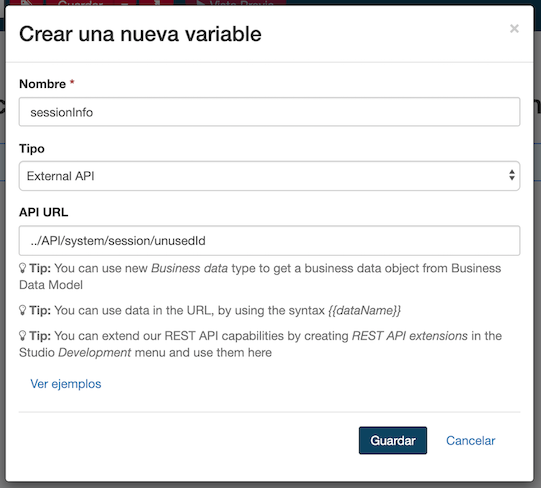 Guardar
Vista Previa
Crear una nueva variable
×
Nombre *
sessionInfo
Tipo
External API
API URL
../API/system/session/unusedId
Tip: You can use new Business data type to get a business data object from Business
Data Model
Tip: You can use data in the URL, by using the syntax {{dataName}}
Tip: You can extend our REST API capabilities by creating REST API extensions in the
Studio Development menu and use them here
Ver ejemplos
Guardar
Cancelar